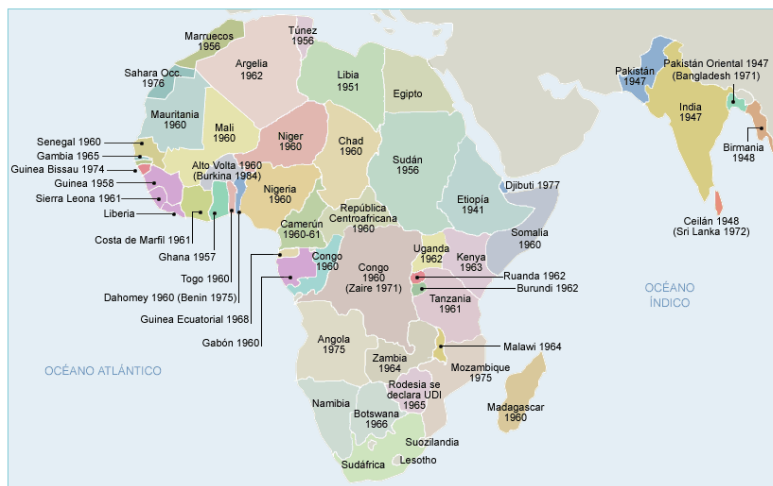 Marruecos
1956
Túnez
1956
Argelia
1962
Libia
1951
Egipto
Sahara Occ.
1976
Mauritania
1960
Mali
1960
Niger
1960
Chad
1960
Sudán
1956
Senegal 1960
Gambia 1965
Guinea Bissau 1974
Guinea 1958
Sierra Leona 1961
Liberia
Costa de Marfil 1961
Ghana 1957
Togo 1960
Dahomey 1960 (Benin 1975)
Guinea Ecuatorial 1968
Gabón 1960
Alto Volta 1960
(Burkina 1984)
Nigeria
1960
Camerún
1960-61
República
Centroafricana
1960
Etiopía
1941
Djibuti 1977
Somalia
1960
Congo
1960
Congo
1960
(Zaire 1971)
Uganda
1962
Kenya
1963
Ruanda 1962
Burundi 1962
Tanzania
1961
Angola
1975
Zambia
1964
Malawi 1964
Mozambique
1975
Rodesia se
declara UDI
1965
Namibia
Botswana
1966
Madagascar
1960
Suozilandia
Lesotho
Sudáfrica
Pakistán
1947
Pakistán Oriental 1947
(Bangladesh 1971)
India
1947
Birmania
1948
Ceilán 1948
(Sri Lanka 1972)
OCÉANO
ÍNDICO
OCÉANO ATLÁNTICO